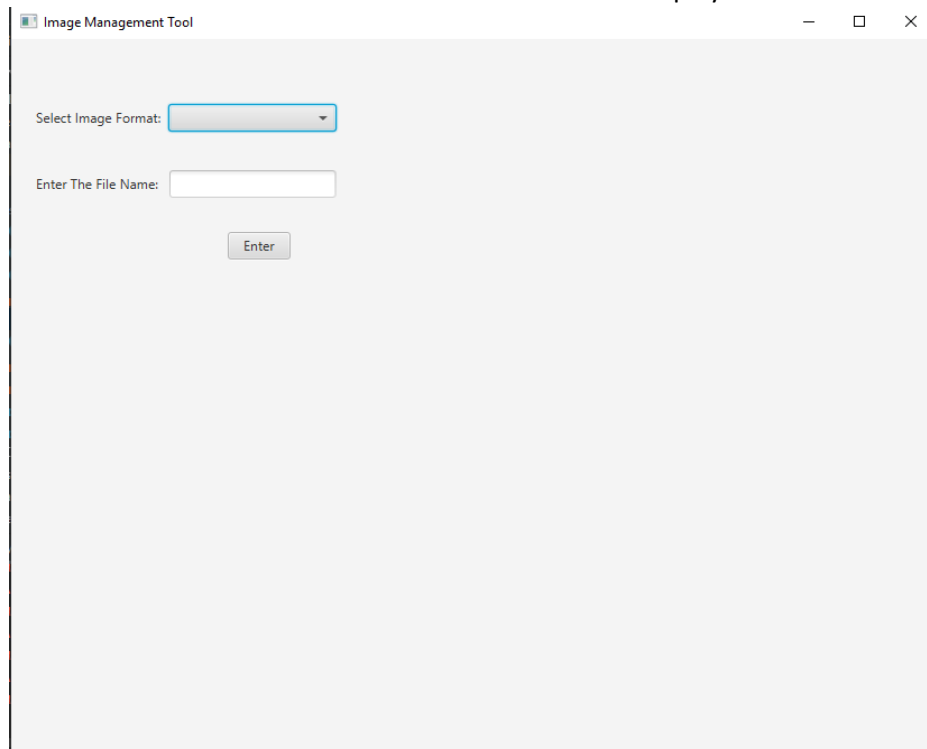 Image Management Tool
Select Image Format:
Enter The File Name:
Enter